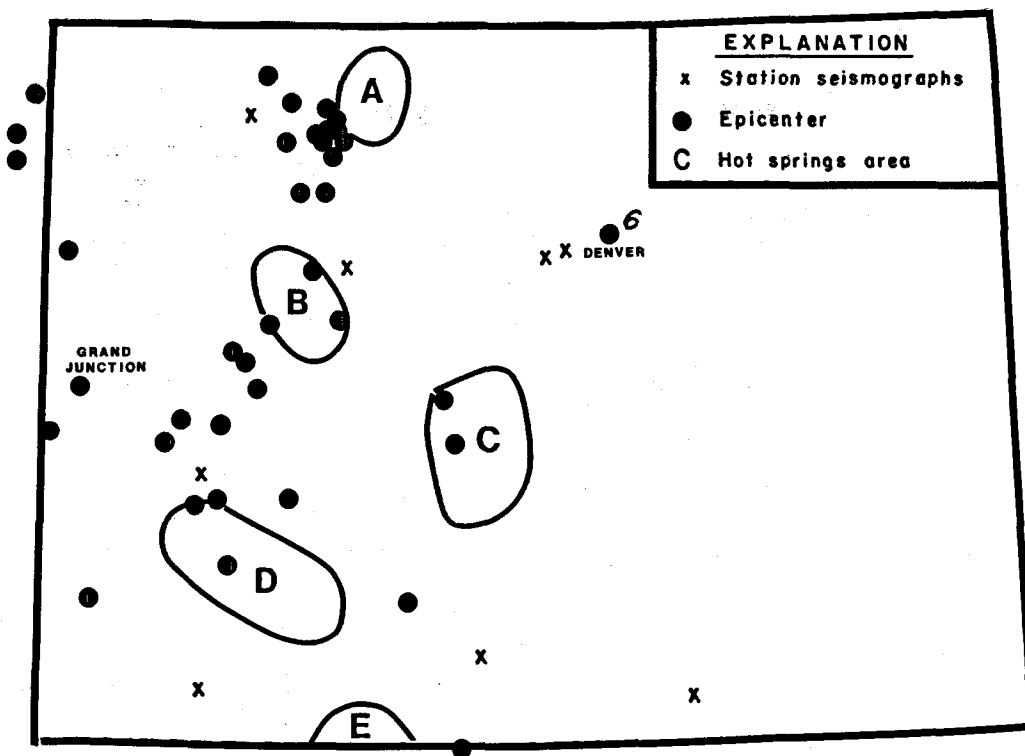 EXPLANATION
x Station seismographs
Epicenter
C Hot springs area
A
6
x
x x DENVER
x
B
GRAND
JUNCTION
C
x
D
x
x
x
E